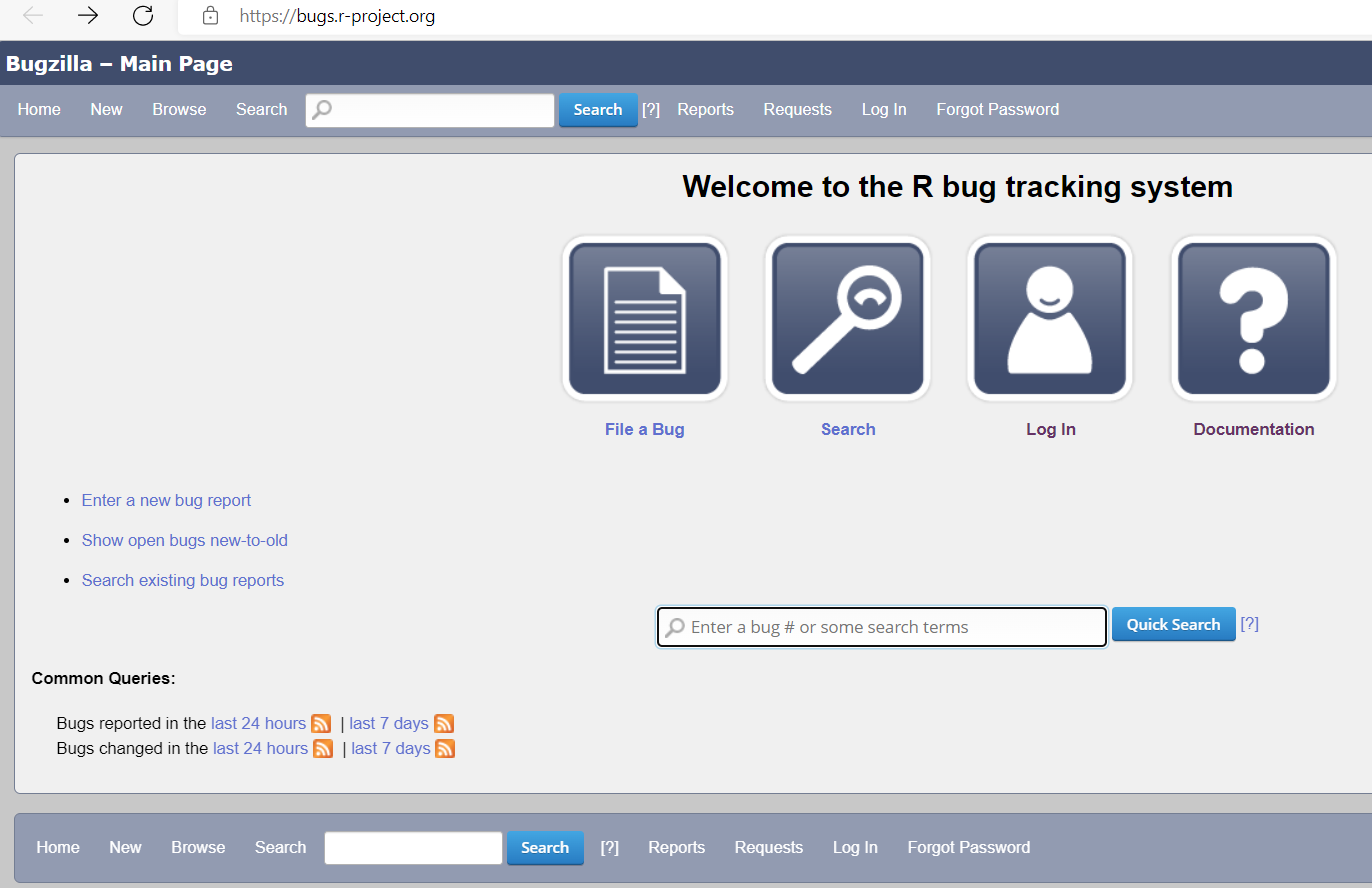 https://bugs.r-project.org
Bugzilla – Main Page
Home New Browse Search Search [?] Reports Requests Log In Forgot Password
Welcome to the R bug tracking system
File a Bug Search Log In Documentation
• Enter a new bug report
• Show open bugs new-to-old
• Search existing bug reports
Enter a bug # or some search terms Quick Search [?]
Common Queries:
Bugs reported in the last 24 hours | last 7 days
Bugs changed in the last 24 hours | last 7 days
Home New Browse Search Search [?] Reports Requests Log In Forgot Password